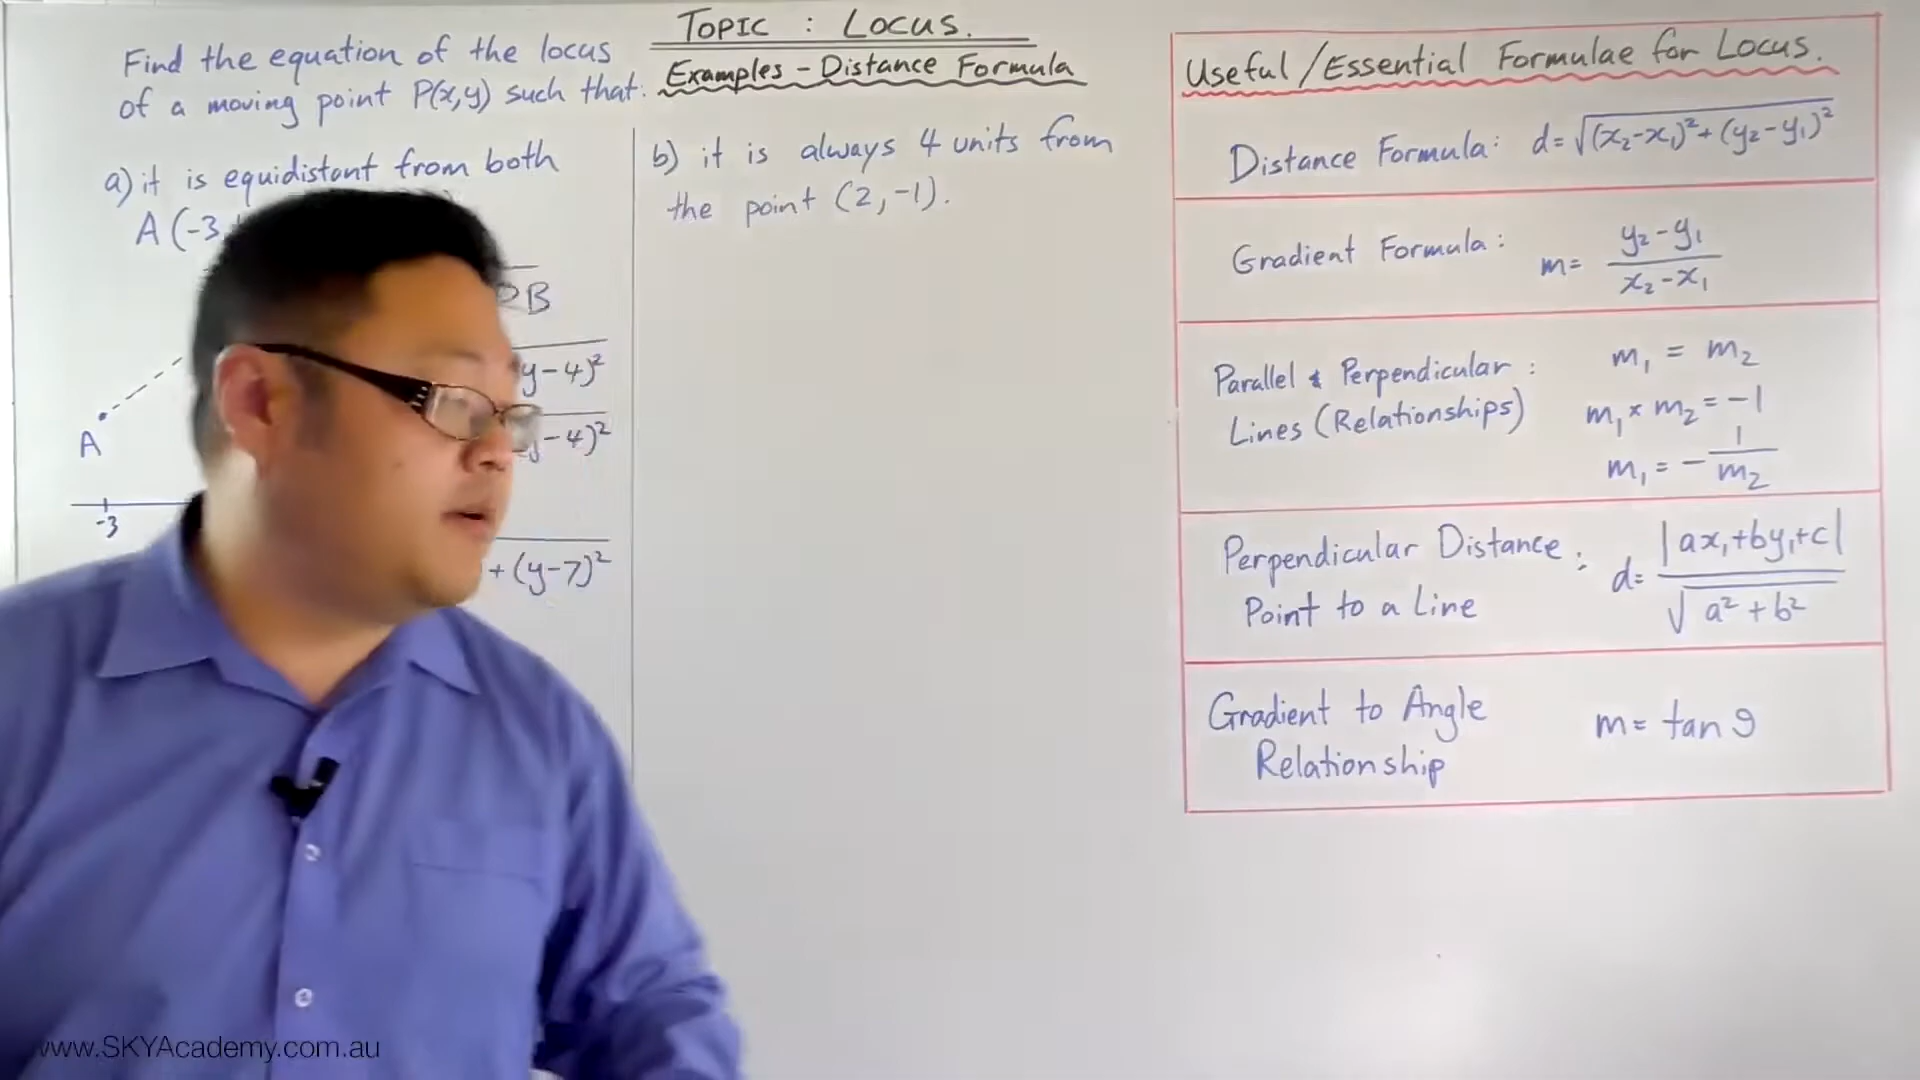 TOPIC : LOCUS.
Examples - Distance Formula
Find the equation of the locus
of a moving point P(x,y) such that:
a) it is equidistant from both
A (-3,
PB
y-4)²
-4)²
+ (y-7)²
A
-3
b) it is always 4 units from
the point (2, -1).
Useful/Essential Formulae for Locus.
Distance Formula: d=√(x₂-x₁)²+(y₂-y₁)²
Gradient Formula: m= y₂-y₁ / x₂-x₁
Parallel & Perpendicular :
Lines (Relationships)
m₁ = m₂
m₁ × m₂ = -1
m₁ = - 1 / m₂
Perpendicular Distance :
Point to a Line
d= |ax₁+by₁+c| / √a²+b²
Gradient to Angle
Relationship
m= tan θ
www.SKYAcademy.com.au